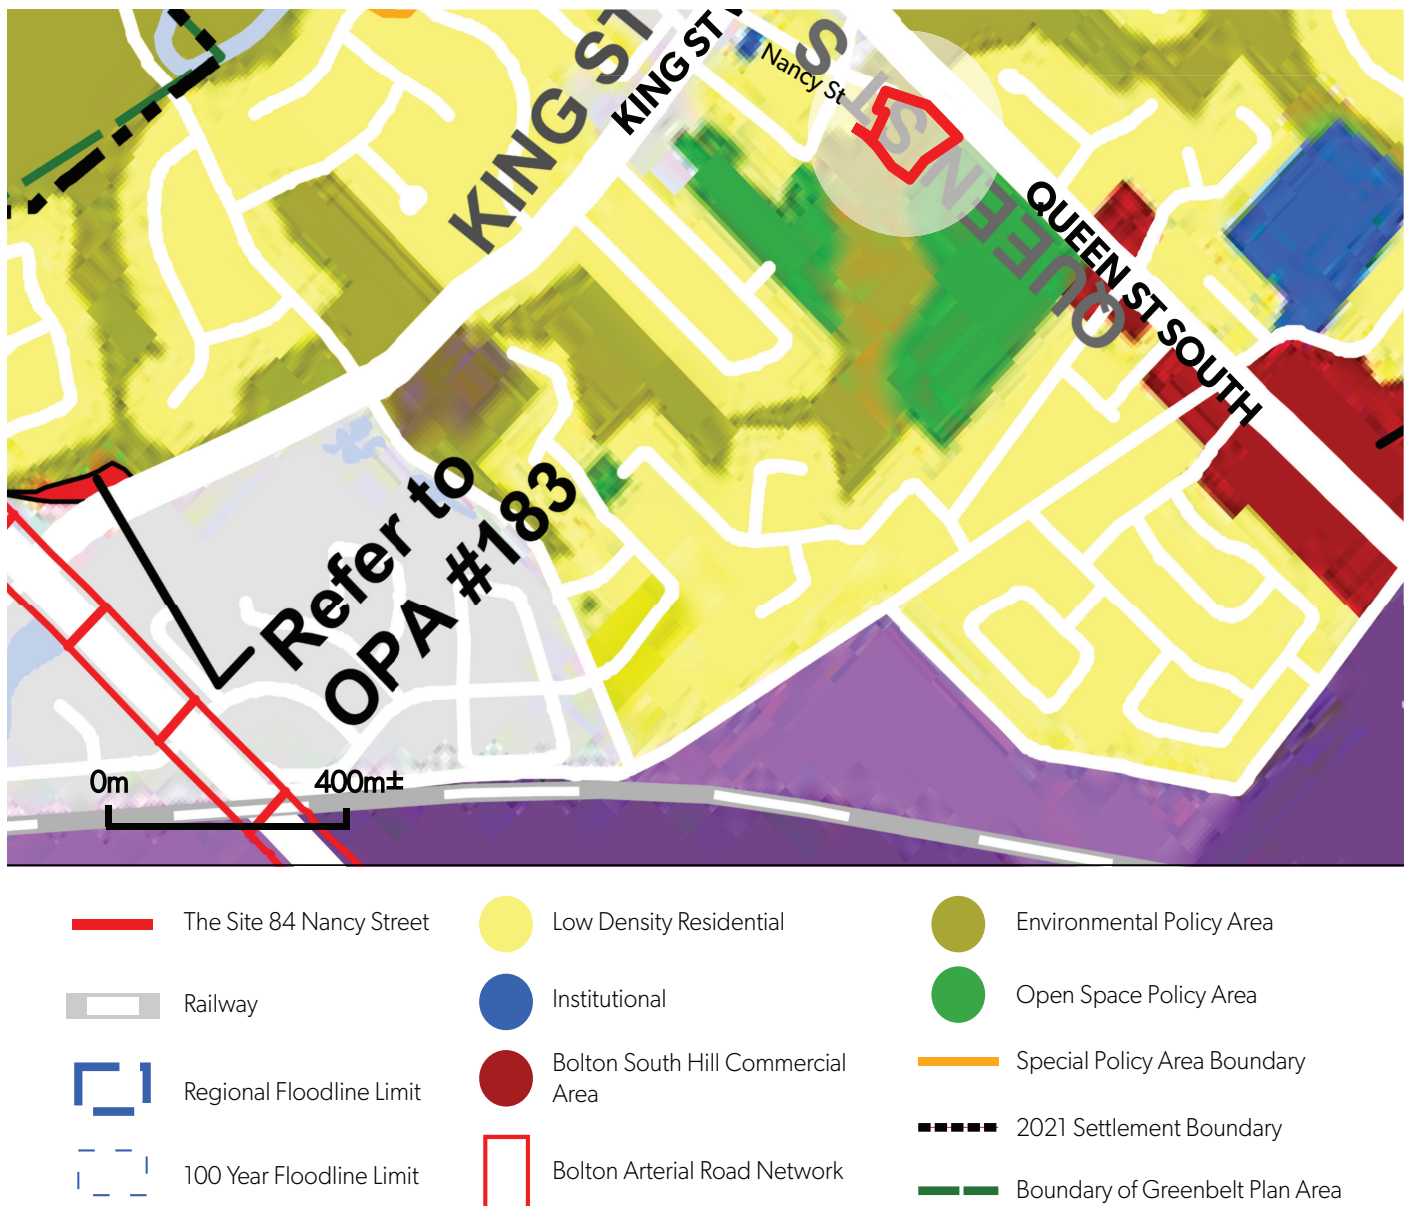 KING ST
KING ST
Nancy St
QUEEN ST S
QUEEN ST SOUTH
Refer to
OPA #183
0m 400m±
The Site 84 Nancy Street
Railway
Regional Floodline Limit
100 Year Floodline Limit
Low Density Residential
Institutional
Bolton South Hill Commercial
Area
Bolton Arterial Road Network
Environmental Policy Area
Open Space Policy Area
Special Policy Area Boundary
2021 Settlement Boundary
Boundary of Greenbelt Plan Area